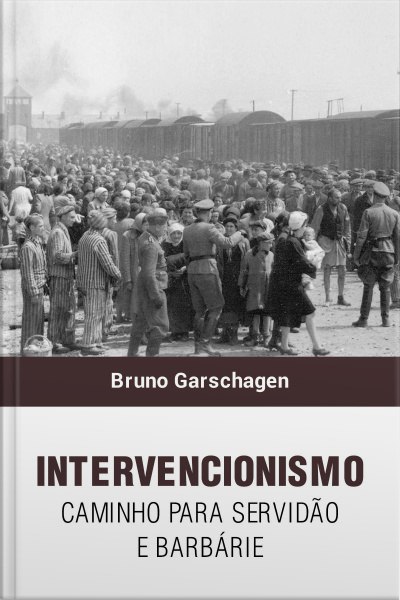 Bruno Garschagen
INTERVENCIONISMO
CAMINHO PARA SERVIDÃO
E BARBÁRIE